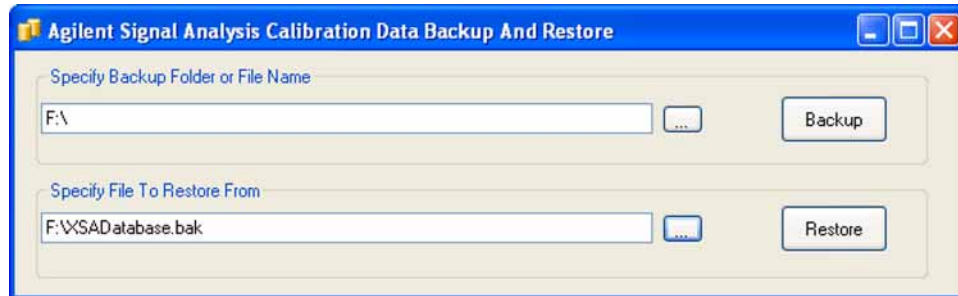 Agilent Signal Analysis Calibration Data Backup And Restore
Specify Backup Folder or File Name
F:\
...
Backup
Specify File To Restore From
F:\XSADatabase.bak
...
Restore